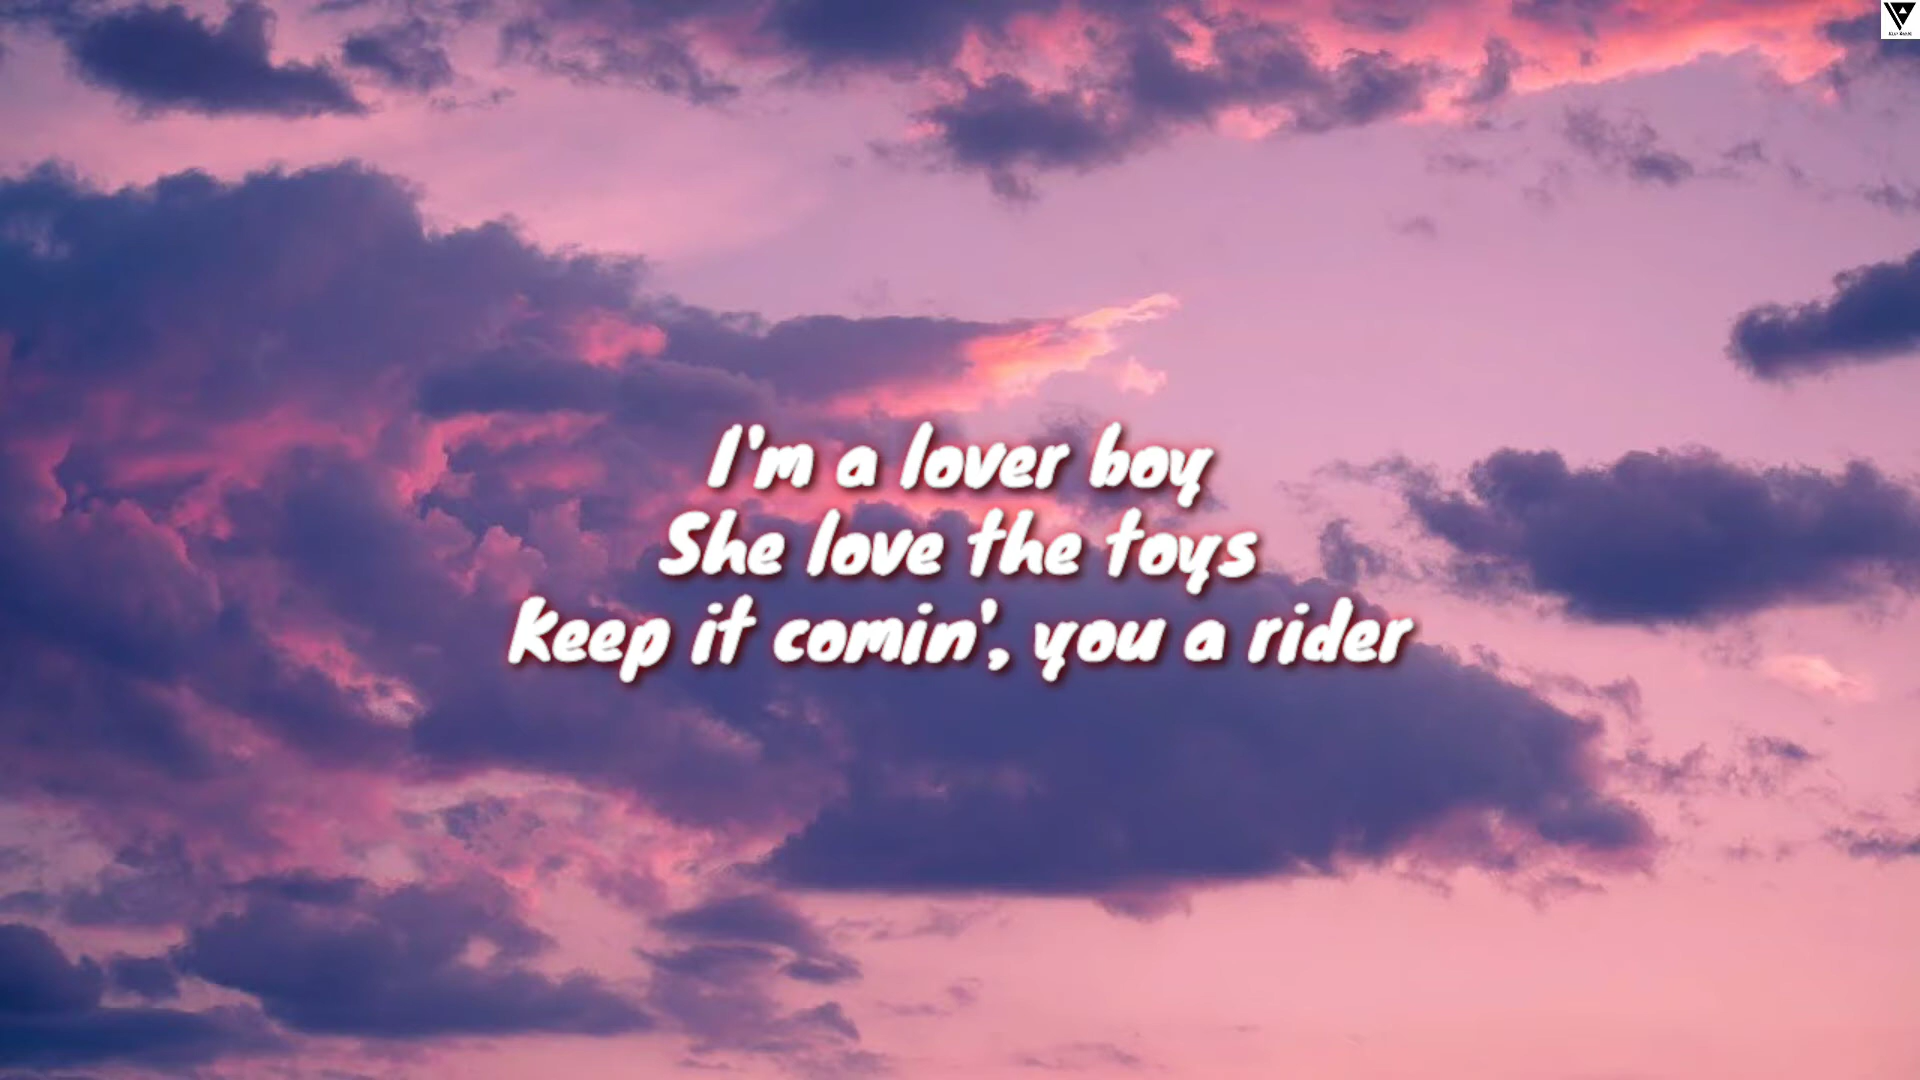 I'm a lover boy
She love the toys
Keep it comin', you a rider